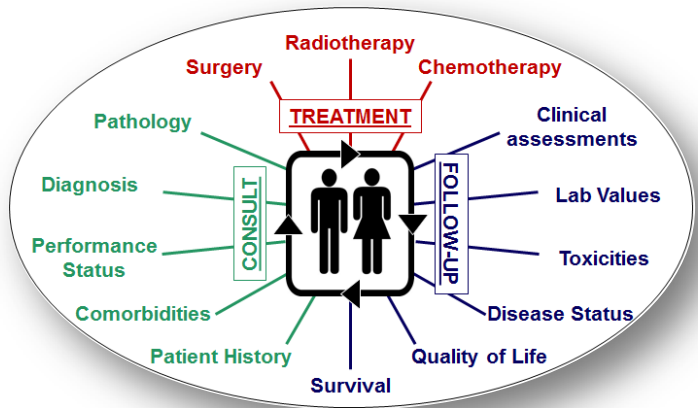 Radiotherapy
Surgery
Chemotherapy
TREATMENT
Pathology
Diagnosis
Performance
Status
Comorbidities
Patient History
CONSULT
Clinical
assessments
Lab Values
Toxicities
Disease Status
Quality of Life
Survival
FOLLOW-UP